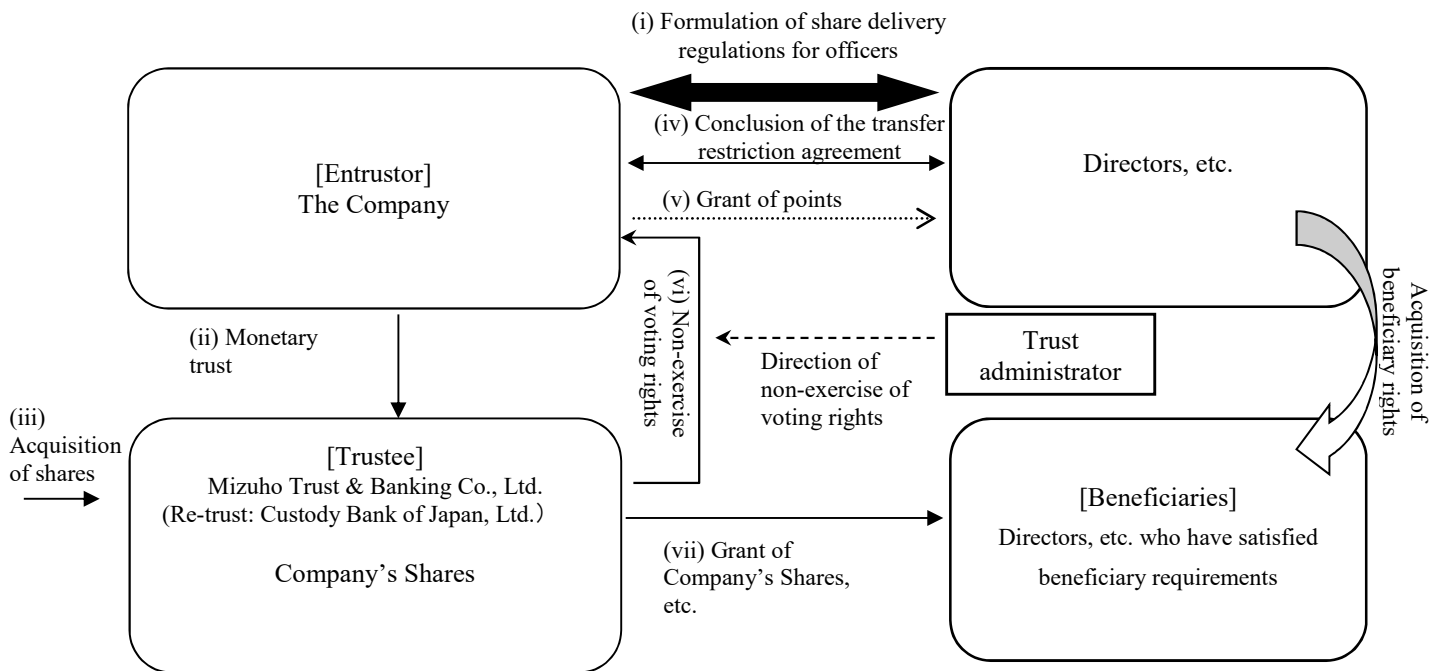 (i) Formulation of share delivery
regulations for officers
[Entrustor]
The Company
(iv) Conclusion of the transfer
restriction agreement
(v) Grant of points
Directors, etc.
(vi) Non-exercise
of voting rights
Acquisition of
beneficiary rights
(ii) Monetary
trust
Direction of
non-exercise of
voting rights
Trust
administrator
(iii)
Acquisition
of shares
[Trustee]
Mizuho Trust & Banking Co., Ltd.
(Re-trust: Custody Bank of Japan, Ltd.）
Company’s Shares
(vii) Grant of
Company’s Shares,
etc.
[Beneficiaries]
Directors, etc. who have satisfied
beneficiary requirements